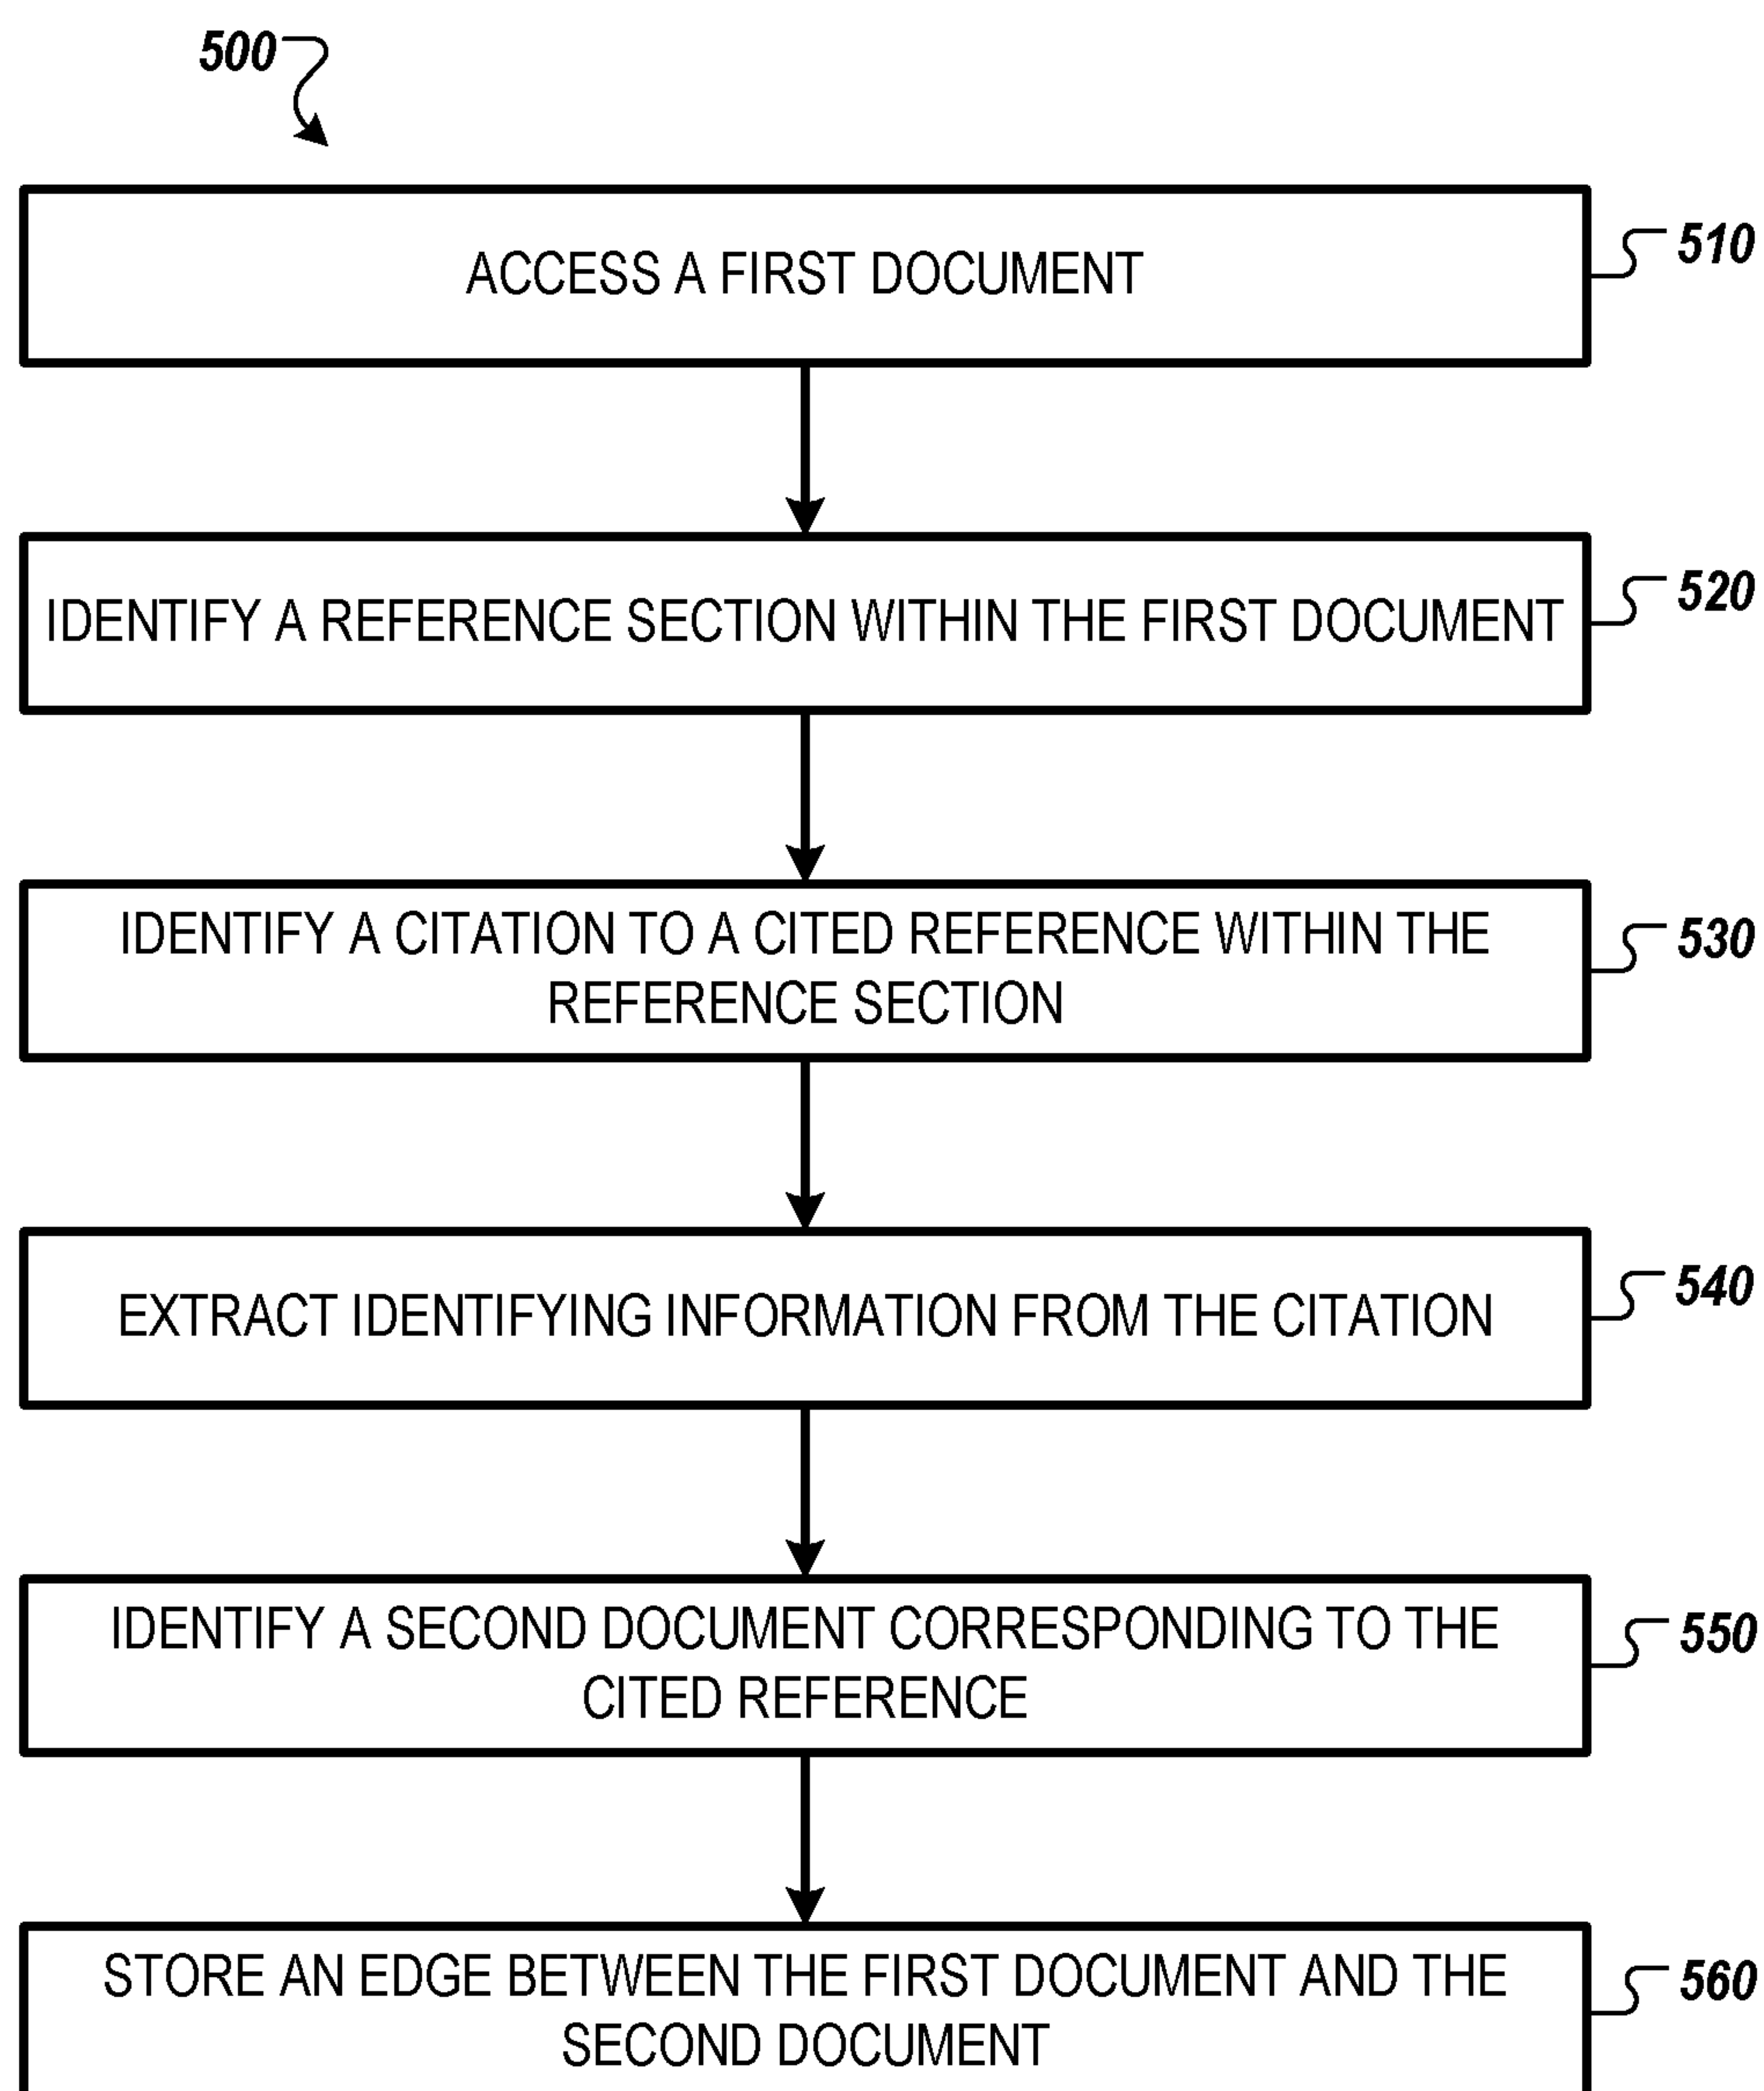 500
ACCESS A FIRST DOCUMENT
510
IDENTIFY A REFERENCE SECTION WITHIN THE FIRST DOCUMENT
520
IDENTIFY A CITATION TO A CITED REFERENCE WITHIN THE
REFERENCE SECTION
530
EXTRACT IDENTIFYING INFORMATION FROM THE CITATION
540
IDENTIFY A SECOND DOCUMENT CORRESPONDING TO THE
CITED REFERENCE
550
STORE AN EDGE BETWEEN THE FIRST DOCUMENT AND THE
SECOND DOCUMENT
560